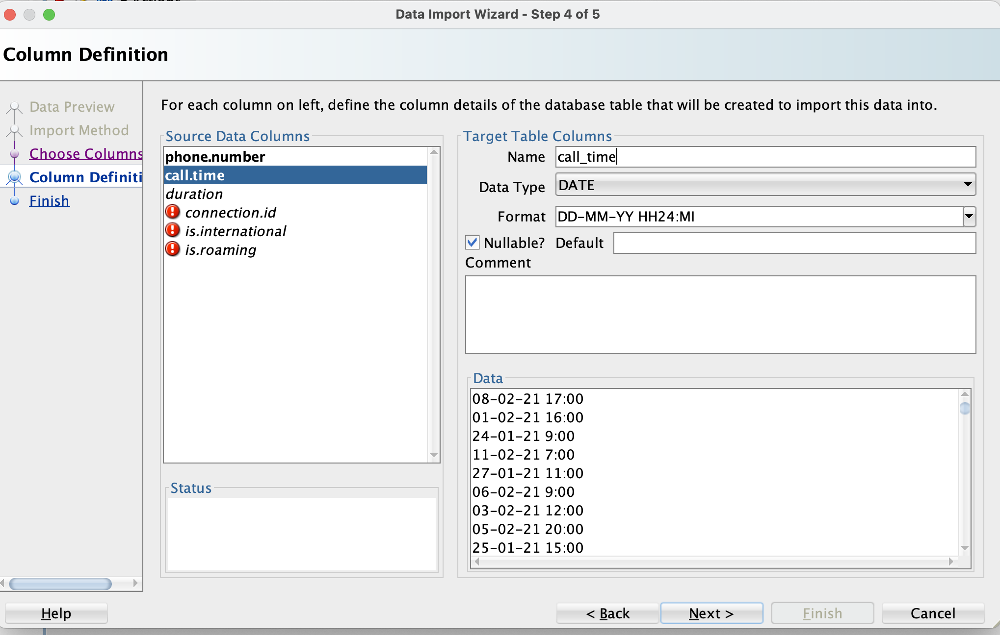 Data Import Wizard - Step 4 of 5
Column Definition
Data Preview
Import Method
Choose Columns
Column Definiti
Finish
For each column on left, define the column details of the database table that will be created to import this data into.
Source Data Columns
phone.number
call.time
duration
connection.id
is.international
is.roaming
Status
Target Table Columns
Name call_time
Data Type DATE
Format DD-MM-YY HH24:MI
Nullable? Default
Comment
Data
08-02-21 17:00
01-02-21 16:00
24-01-21 9:00
11-02-21 7:00
27-01-21 11:00
06-02-21 9:00
03-02-21 12:00
05-02-21 20:00
25-01-21 15:00
Help < Back Next > Finish Cancel